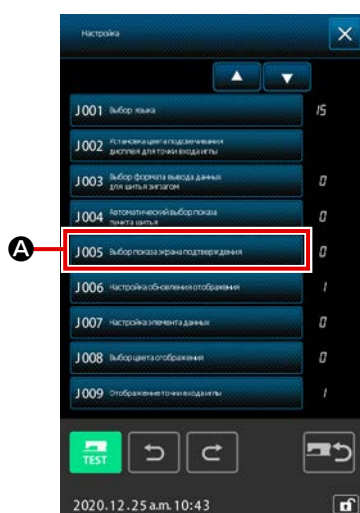 Настройка
J001 Выбор языка 15
J002 Установка цвета подсвечивания
дисплея для точки входа иглы
J003 Выбор формата вывода данных
для шитья зигзагом 0
J004 Автоматический выбор показа
пункта шитья 0
A
J005 Выбор показа экрана подтверждения 0
J006 Настройка обновления отображения 1
J007 Настройка элемента данных 0
J008 Выбор цвета отображения 0
J009 Отображение точки входа иглы 1
TEST
2020.12.25 a.m. 10:43